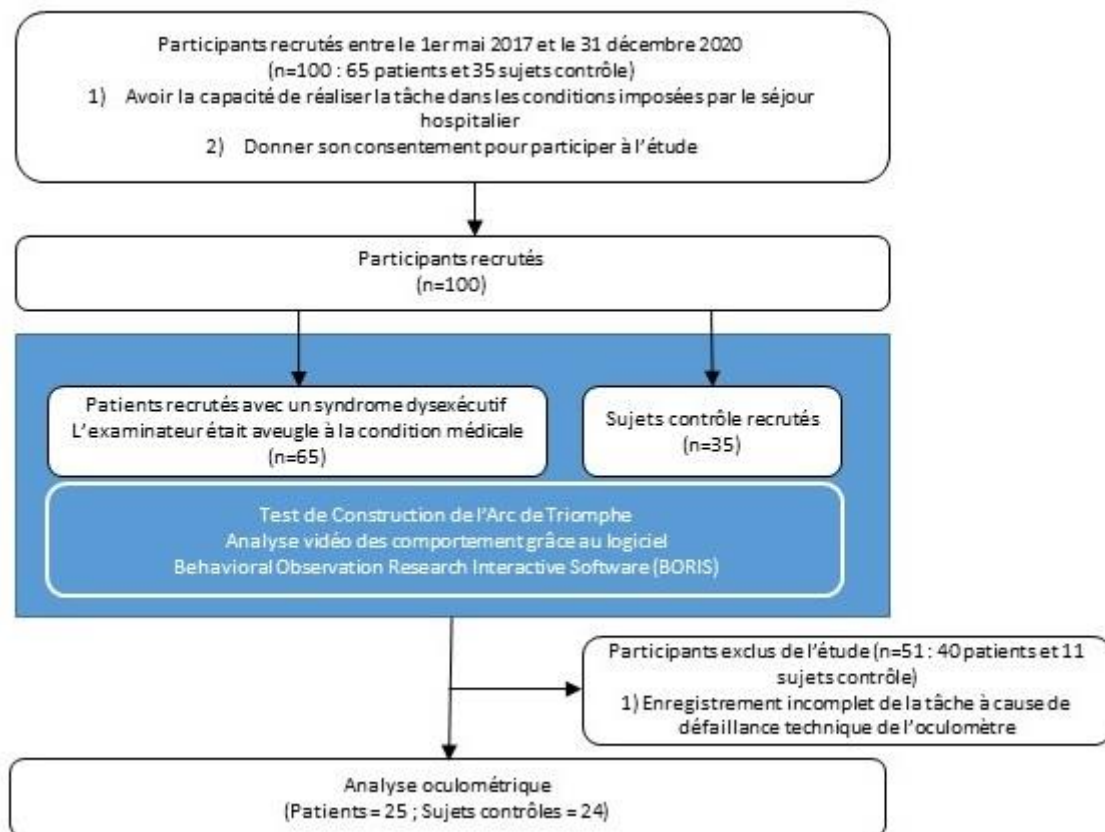 Participants recrutés entre le 1er mai 2017 et le 31 décembre 2020
(n=100 : 65 patients et 35 sujets contrôle)
1) Avoir la capacité de réaliser la tâche dans les conditions imposées par le séjour
hospitalier
2) Donner son consentement pour participer à l'étude
Participants recrutés
(n=100)
Patients recrutés avec un syndrome dysexécutif
L'examinateur était aveugle à la condition médicale
(n=65)
Sujets contrôle recrutés
(n=35)
Test de Construction de l'Arc de Triomphe
Analyse vidéo des comportement grâce au logiciel
Behavioral Observation Research Interactive Software (BORIS)
Participants exclus de l'étude (n=51 : 40 patients et 11
sujets contrôle)
1) Enregistrement incomplet de la tâche à cause de
défaillance technique de l'oculomètre
Analyse oculométrique
(Patients = 25 ; Sujets contrôles = 24)